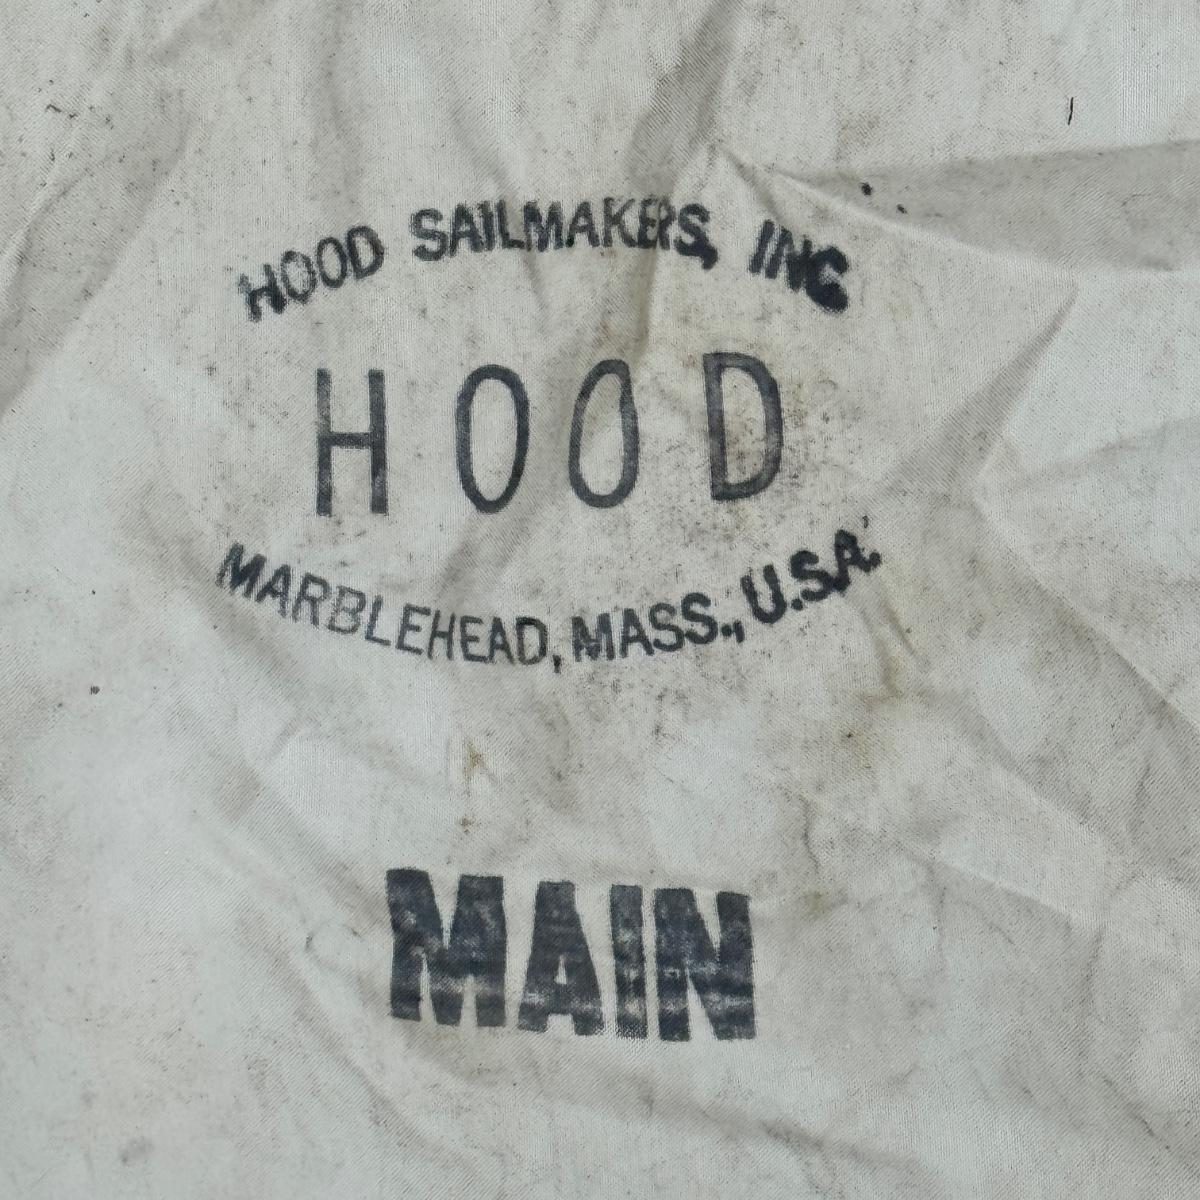 HOOD SAILMAKERS, INC
HOOD
MARBLEHEAD, MASS., U.S.A.
MAIN